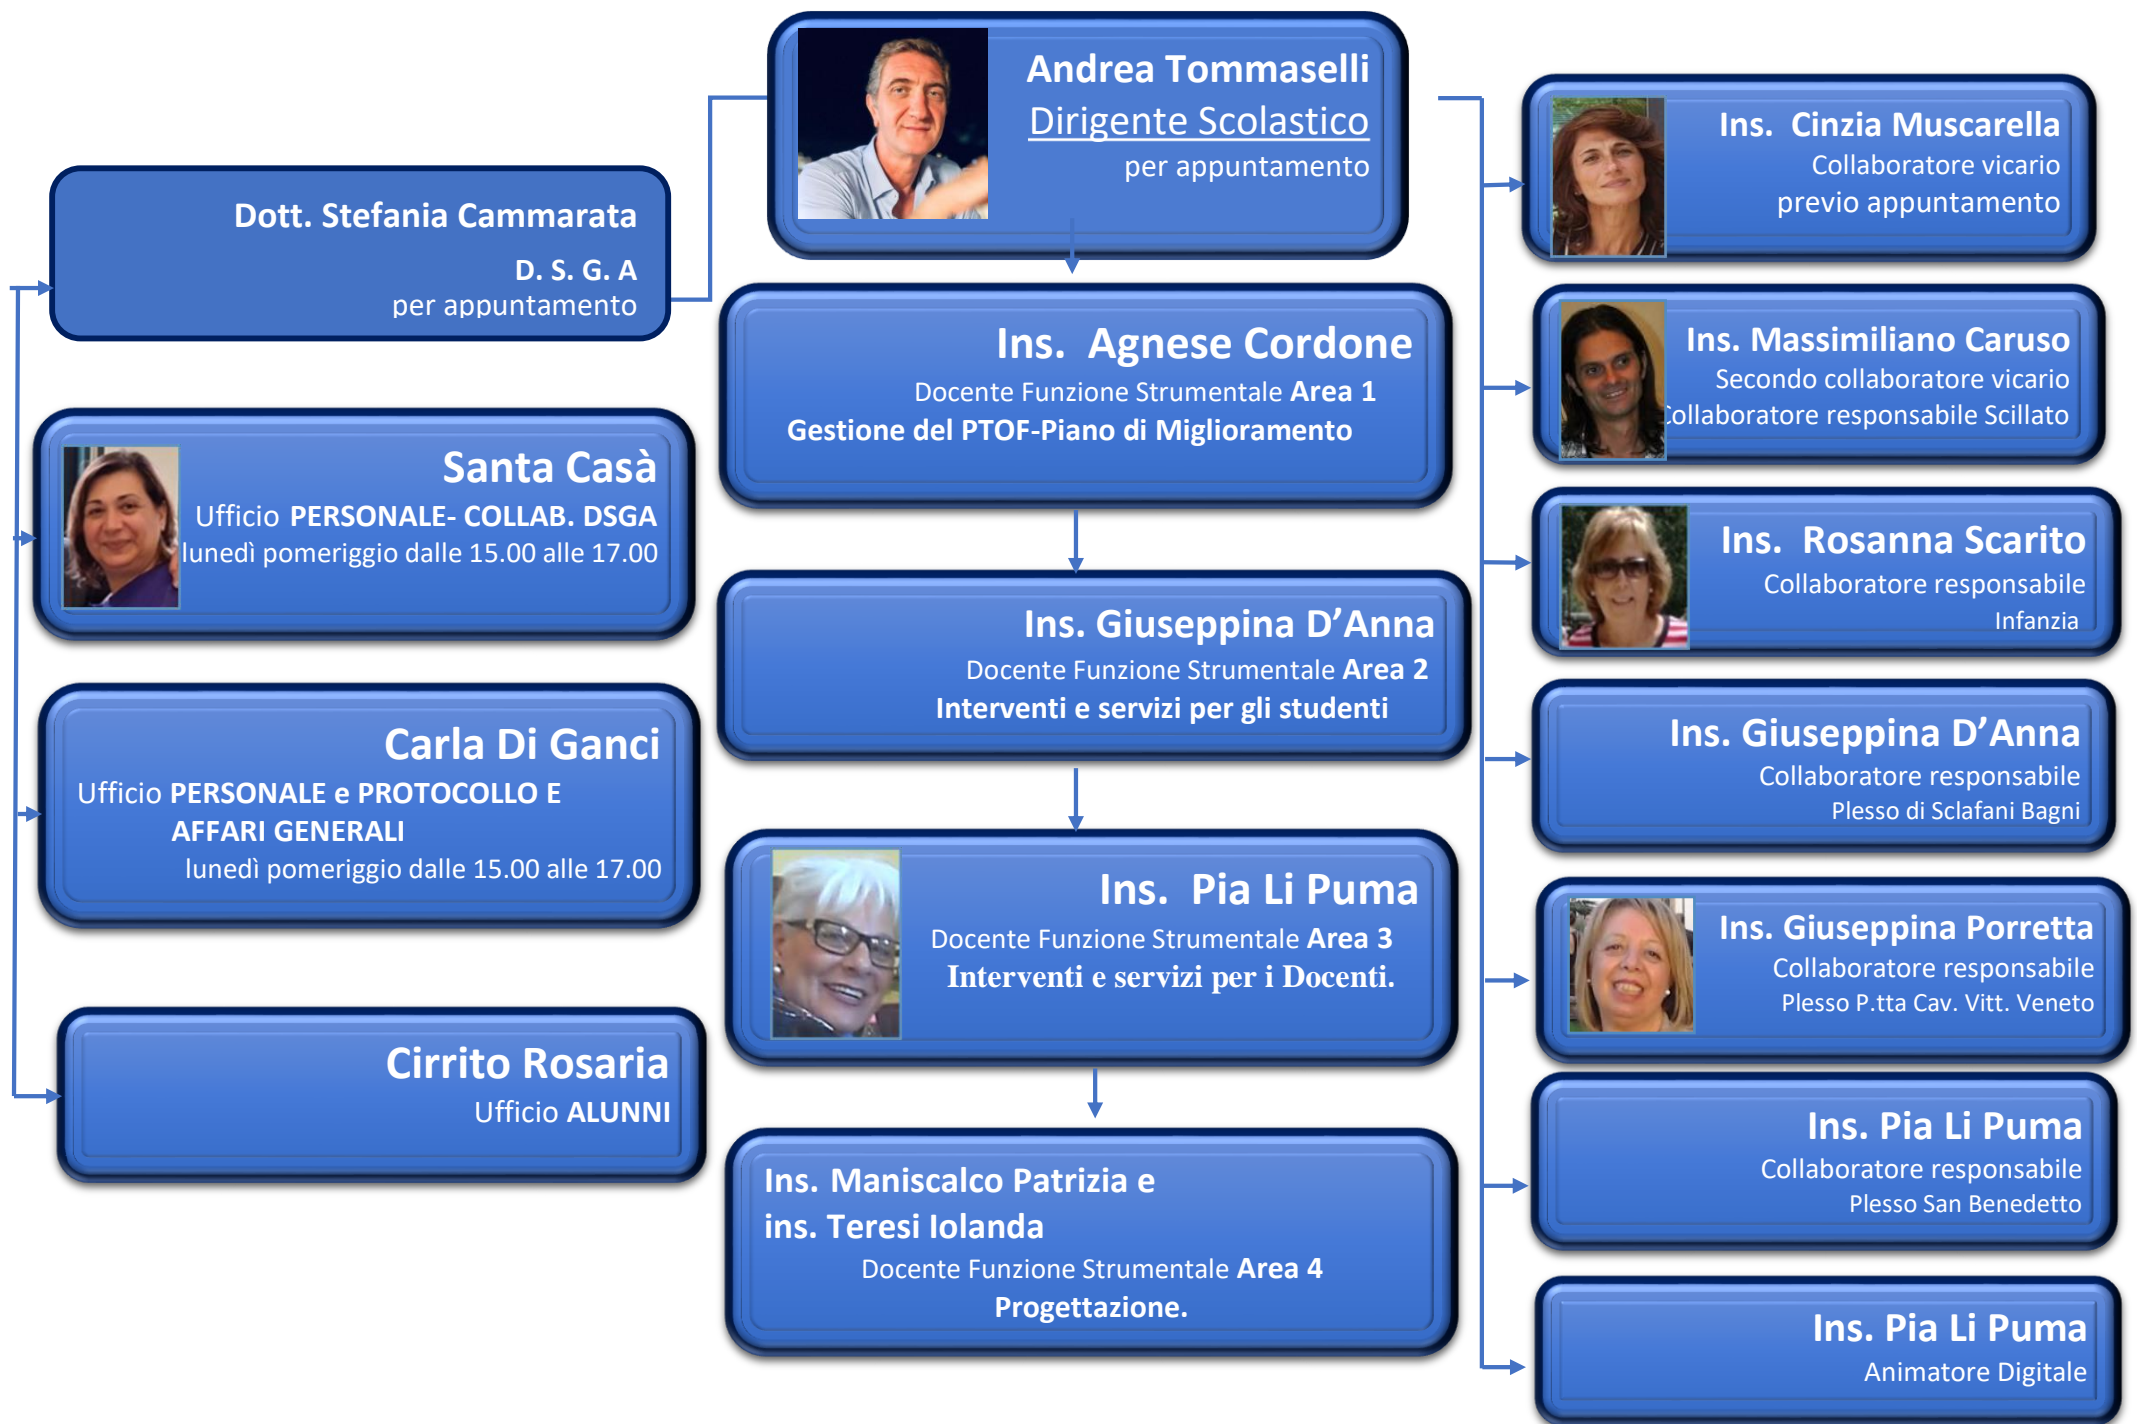 Andrea Tommaselli
Dirigente Scolastico
per appuntamento
Dott. Stefania Cammarata
D. S. G. A
per appuntamento
Santa Casà
Ufficio PERSONALE- COLLAB. DSGA
lunedì pomeriggio dalle 15.00 alle 17.00
Carla Di Ganci
Ufficio PERSONALE e PROTOCOLLO E
AFFARI GENERALI
lunedì pomeriggio dalle 15.00 alle 17.00
Cirrito Rosaria
Ufficio ALUNNI
Ins. Agnese Cordone
Docente Funzione Strumentale Area 1
Gestione del PTOF-Piano di Miglioramento
Ins. Giuseppina D’Anna
Docente Funzione Strumentale Area 2
Interventi e servizi per gli studenti
Ins. Pia Li Puma
Docente Funzione Strumentale Area 3
Interventi e servizi per i Docenti.
Ins. Maniscalco Patrizia e
ins. Teresi Iolanda
Docente Funzione Strumentale Area 4
Progettazione.
Ins. Cinzia Muscarella
Collaboratore vicario
previo appuntamento
Ins. Massimiliano Caruso
Secondo collaboratore vicario
Collaboratore responsabile Scillato
Ins. Rosanna Scarito
Collaboratore responsabile
Infanzia
Ins. Giuseppina D’Anna
Collaboratore responsabile
Plesso di Sclafani Bagni
Ins. Giuseppina Porretta
Collaboratore responsabile
Plesso P.tta Cav. Vitt. Veneto
Ins. Pia Li Puma
Collaboratore responsabile
Plesso San Benedetto
Ins. Pia Li Puma
Animatore Digitale